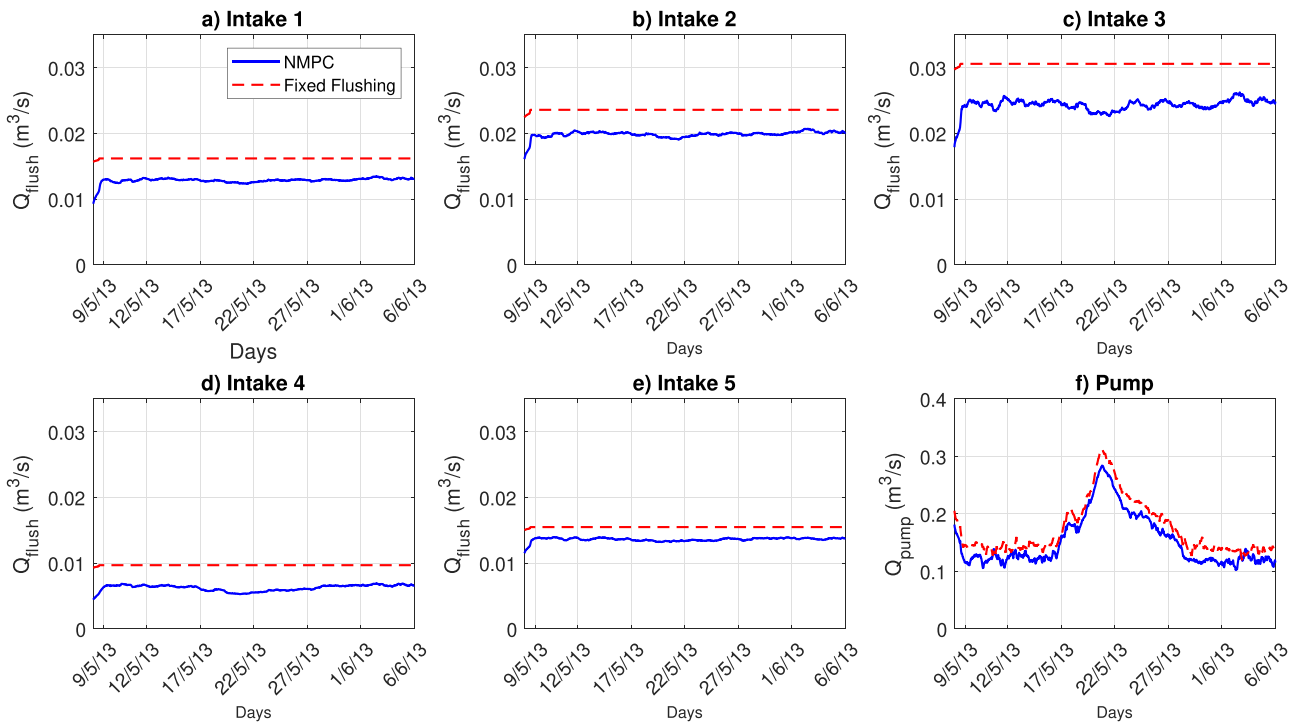 a) Intake 1
Q_flush (m^3/s)
0.03
0.02
0.01
0
NMPC
Fixed Flushing
9/5/13 12/5/13 17/5/13 22/5/13 27/5/13 1/6/13 6/6/13
Days
b) Intake 2
Q_flush (m^3/s)
0.03
0.02
0.01
0
9/5/13 12/5/13 17/5/13 22/5/13 27/5/13 1/6/13 6/6/13
Days
c) Intake 3
Q_flush (m^3/s)
0.03
0.02
0.01
0
9/5/13 12/5/13 17/5/13 22/5/13 27/5/13 1/6/13 6/6/13
Days
d) Intake 4
Q_flush (m^3/s)
0.03
0.02
0.01
0
9/5/13 12/5/13 17/5/13 22/5/13 27/5/13 1/6/13 6/6/13
Days
e) Intake 5
Q_flush (m^3/s)
0.03
0.02
0.01
0
9/5/13 12/5/13 17/5/13 22/5/13 27/5/13 1/6/13 6/6/13
Days
f) Pump
Q_pump (m^3/s)
0.4
0.3
0.2
0.1
0
9/5/13 12/5/13 17/5/13 22/5/13 27/5/13 1/6/13 6/6/13
Days